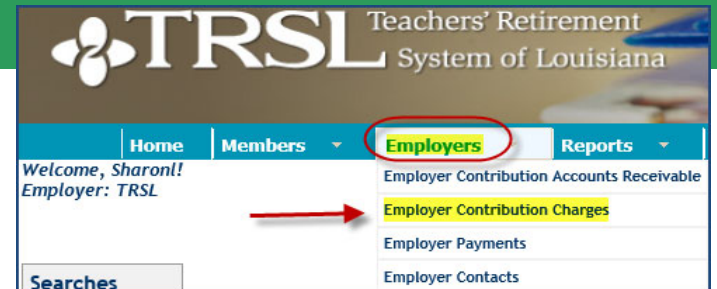 TRSL Teachers' Retirement
System of Louisiana
Home Members Employers Reports
Welcome, Sharonl!
Employer: TRSL
Employer Contribution Accounts Receivable
Employer Contribution Charges
Employer Payments
Employer Contacts
Searches